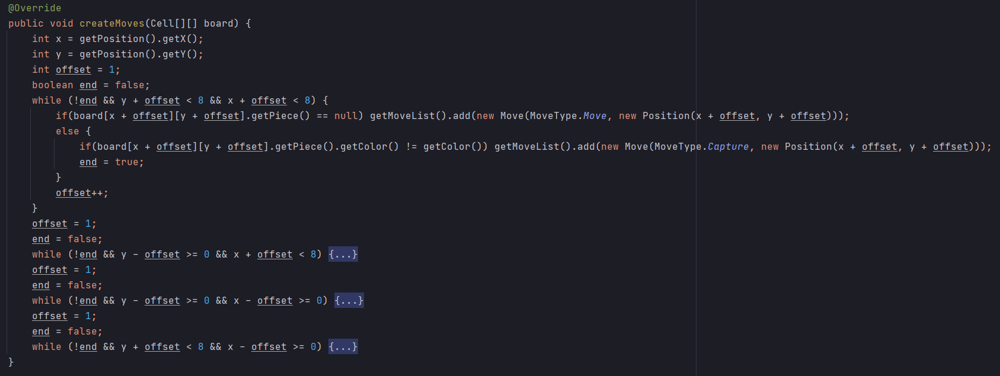 @Override
public void createMoves(Cell[][] board) {
    int x = getPosition().getX();
    int y = getPosition().getY();
    int offset = 1;
    boolean end = false;
    while (!end && y + offset < 8 && x + offset < 8) {
        if(board[x + offset][y + offset].getPiece() == null) getMoveList().add(new Move(MoveType.Move, new Position(x + offset, y + offset)));
        else {
            if(board[x + offset][y + offset].getPiece().getColor() != getColor()) getMoveList().add(new Move(MoveType.Capture, new Position(x + offset, y + offset)));
            end = true;
        }
        offset++;
    }
    offset = 1;
    end = false;
    while (!end && y - offset >= 0 && x + offset < 8) {...}
    offset = 1;
    end = false;
    while (!end && y - offset >= 0 && x - offset >= 0) {...}
    offset = 1;
    end = false;
    while (!end && y + offset < 8 && x - offset >= 0) {...}
}